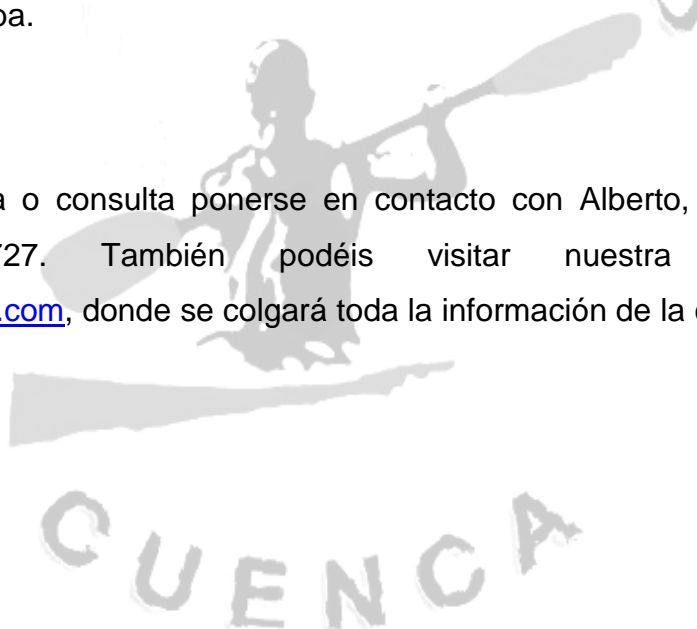 o consulta ponerse en contacto con Alberto,
727. También podéis visitar nuestra
.com, donde se colgará toda la información de la
CUENCA